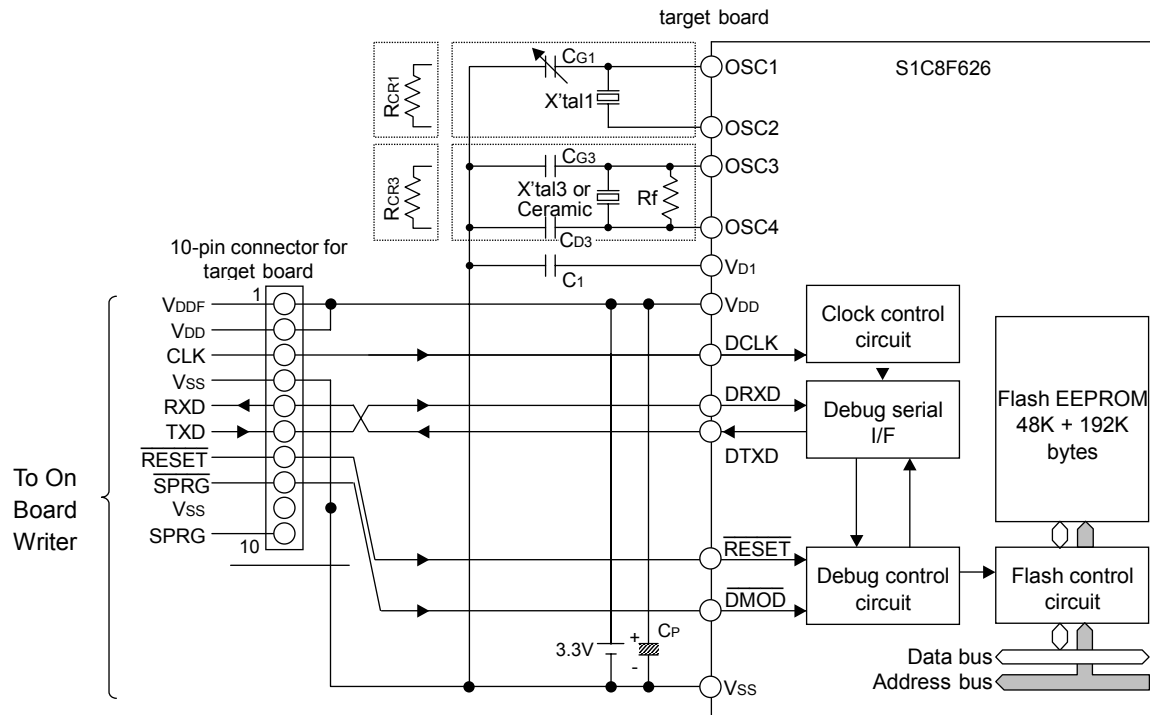 target board
S1C8F626
CG1
OSC1
RCR1
X'tal1
OSC2
CG3
OSC3
RCR3
X'tal3 or
Ceramic
Rf
OSC4
CD3
VD1
C1
10-pin connector for
target board
1
VDDF
VDD
CLK
VSS
RXD
TXD
RESET
SPRG
VSS
SPRG
10
To On
Board
Writer
VDD
DCLK
DRXD
DTXD
RESET
DMOD
3.3V
+
-
CP
VSS
Clock control
circuit
Debug serial
I/F
Debug control
circuit
Flash EEPROM
48K + 192K
bytes
Flash control
circuit
Data bus
Address bus